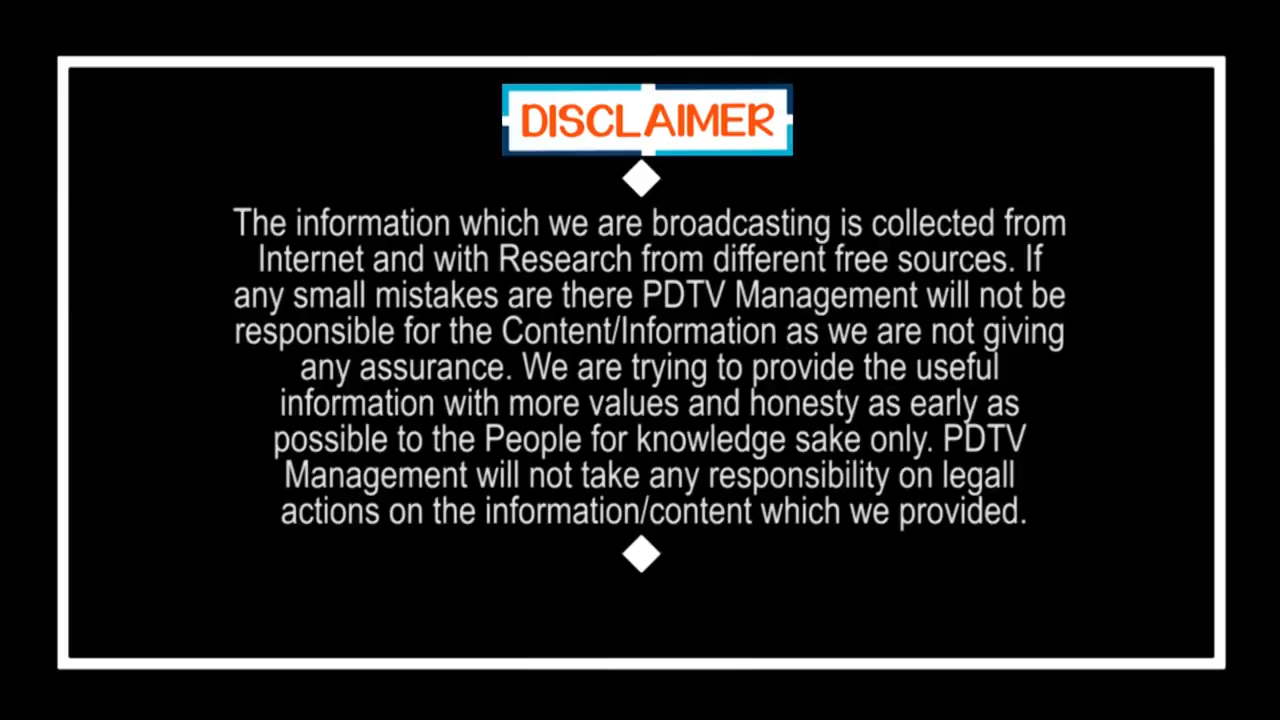 DISCLAIMER
The information which we are broadcasting is collected from
Internet and with Research from different free sources. If
any small mistakes are there PDTV Management will not be
responsible for the Content/Information as we are not giving
any assurance. We are trying to provide the useful
information with more values and honesty as early as
possible to the People for knowledge sake only. PDTV
Management will not take any responsibility on legall
actions on the information/content which we provided.